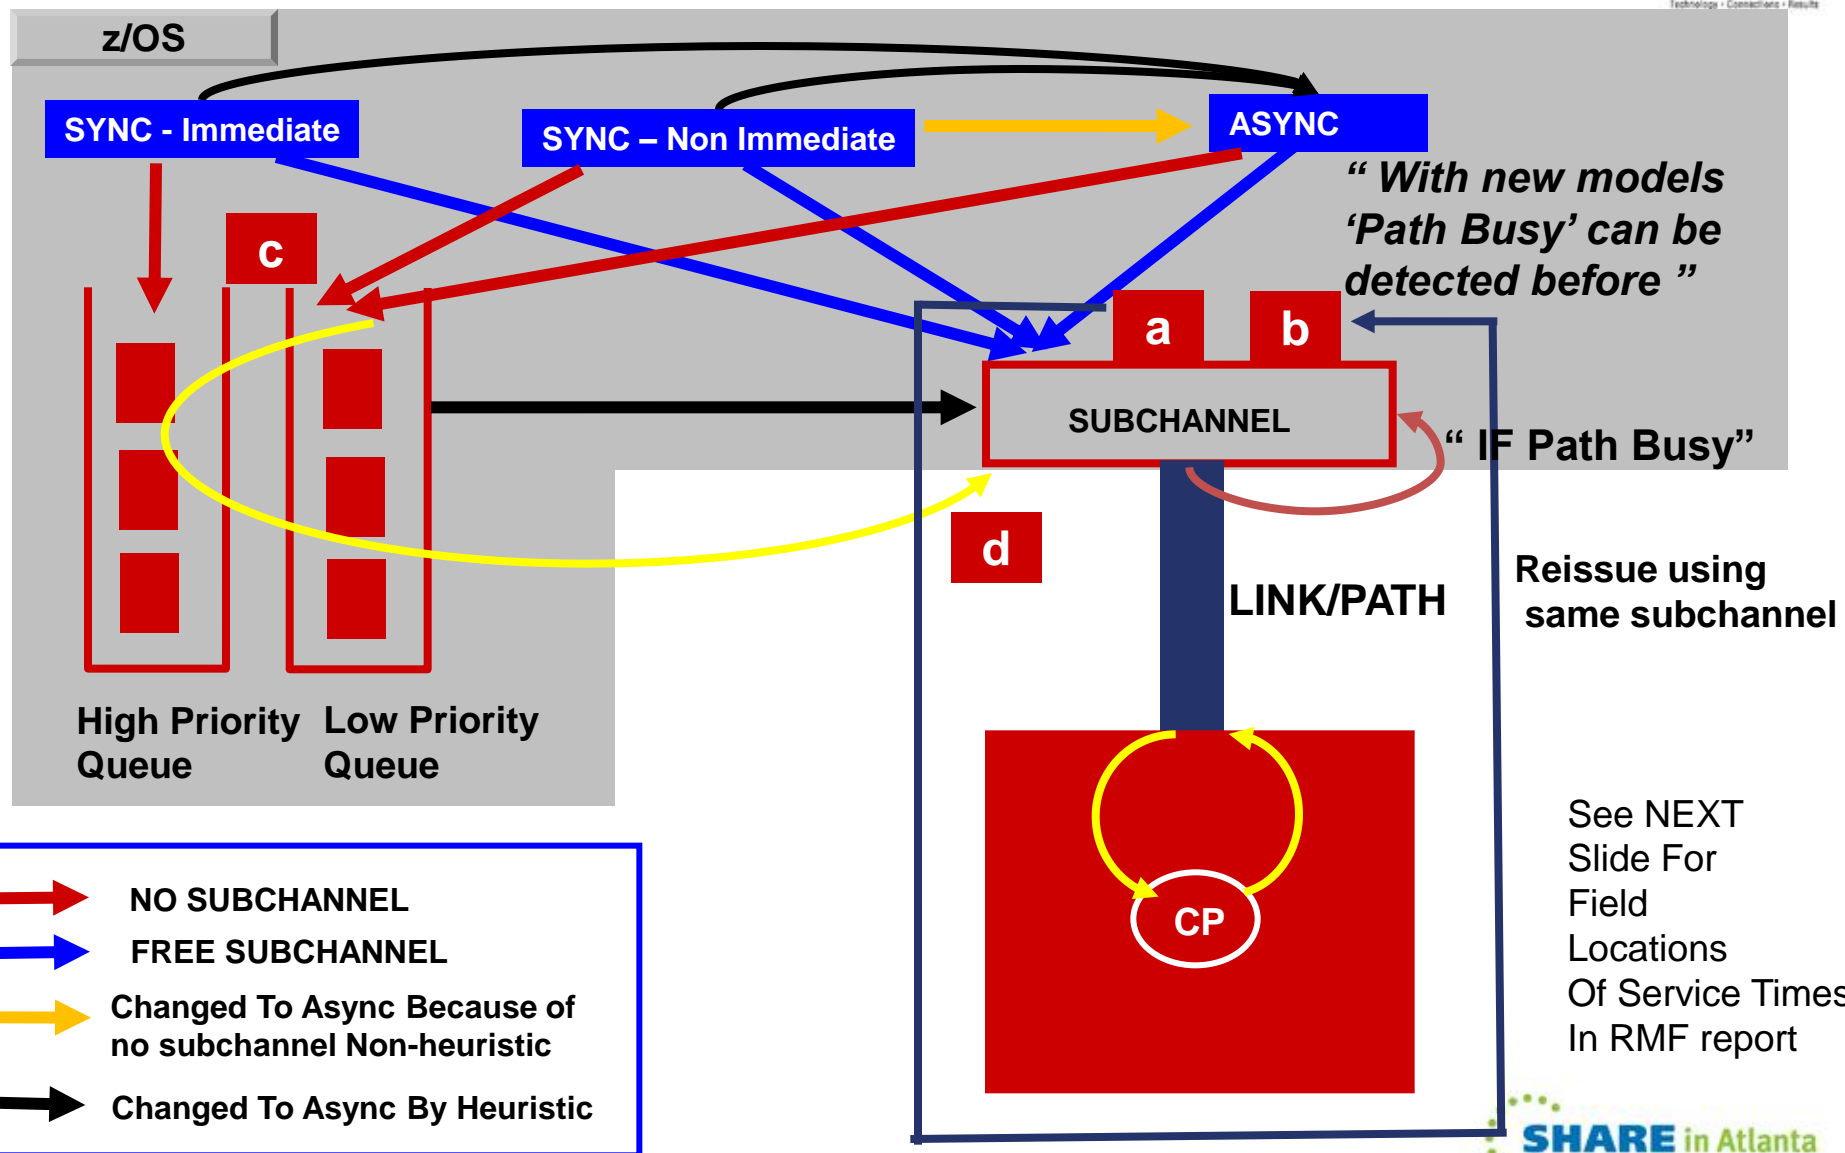 Technology • Connections • Results
z/OS
SYNC - Immediate
SYNC – Non Immediate
ASYNC
“ With new models
‘Path Busy’ can be
detected before ”
c
a
b
SUBCHANNEL
“ IF Path Busy”
d
LINK/PATH
Reissue using
same subchannel
High Priority
Queue
Low Priority
Queue
CP
See NEXT
Slide For
Field
Locations
Of Service Times
In RMF report
NO SUBCHANNEL
FREE SUBCHANNEL
Changed To Async Because of
no subchannel Non-heuristic
Changed To Async By Heuristic
SHARE in Atlanta